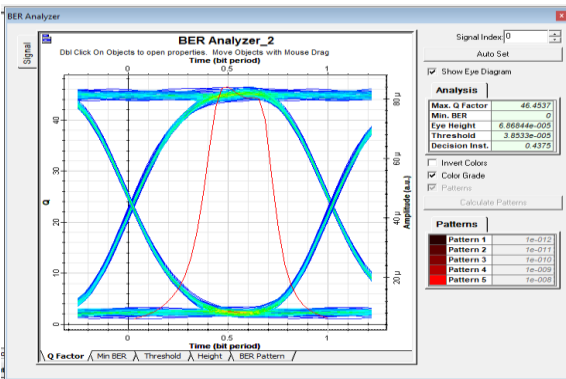 BER Analyzer
Signal
BER Analyzer_2
Dbl Click On Objects to open properties. Move Objects with Mouse Drag
Time (bit period)
0 0.5 1
Q
0 10 20 30 40
Amplitude (a.u.)
20 μ 40 μ 60 μ 80 μ
0 0.5 1
Time (bit period)
Q Factor Min BER Threshold Height BER Pattern
Signal Index: 0
Auto Set
Show Eye Diagram
Analysis
Max. Q Factor 46.4537
Min. BER 0
Eye Height 6.86844e-005
Threshold 3.8533e-005
Decision Inst. 0.4375
Invert Colors
Color Grade
Patterns
Calculate Patterns
Patterns
Pattern 1 1e-012
Pattern 2 1e-011
Pattern 3 1e-010
Pattern 4 1e-009
Pattern 5 1e-008